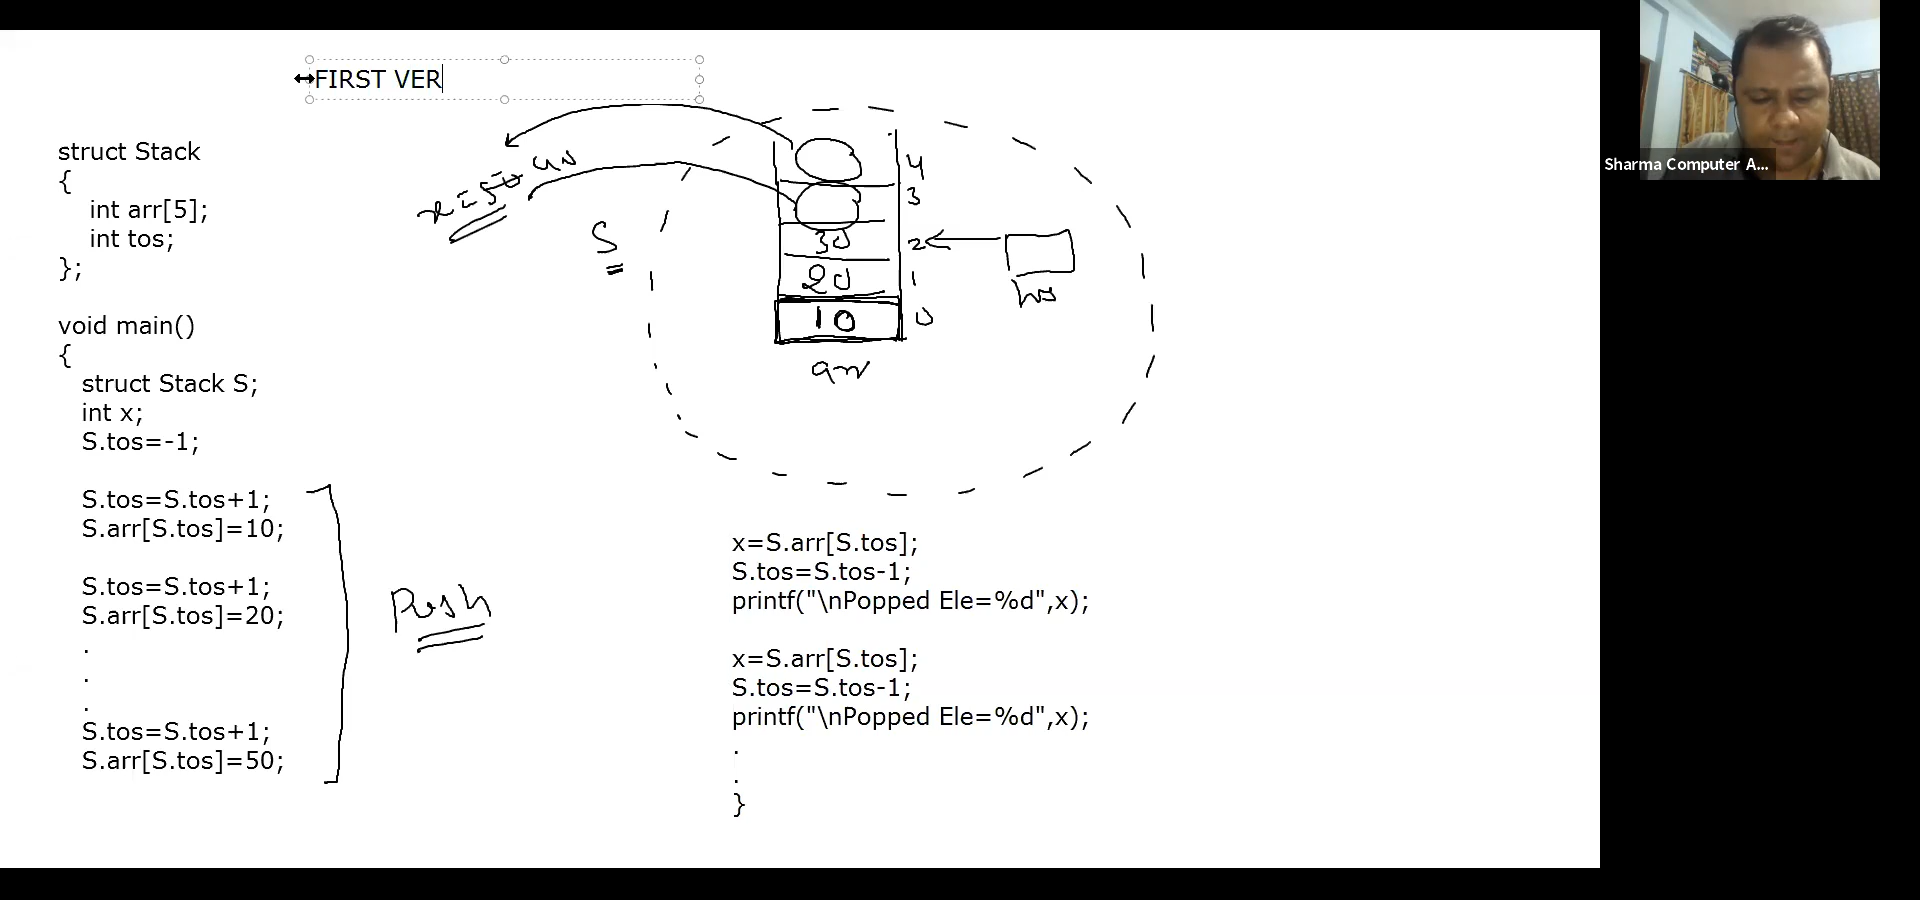 FIRST VER
struct Stack
{
int arr[5];
int tos;
};
void main()
{
struct Stack S;
int x;
S.tos=-1;
S.tos=S.tos+1;
S.arr[S.tos]=10;
S.tos=S.tos+1;
S.arr[S.tos]=20;
.
.
.
S.tos=S.tos+1;
S.arr[S.tos]=50;
Push
x=50 40
S
4
3
30 2
20 1
10 0
arr
tos
x=S.arr[S.tos];
S.tos=S.tos-1;
printf("\nPopped Ele=%d",x);
x=S.arr[S.tos];
S.tos=S.tos-1;
printf("\nPopped Ele=%d",x);
.
.
}
Sharma Computer A...